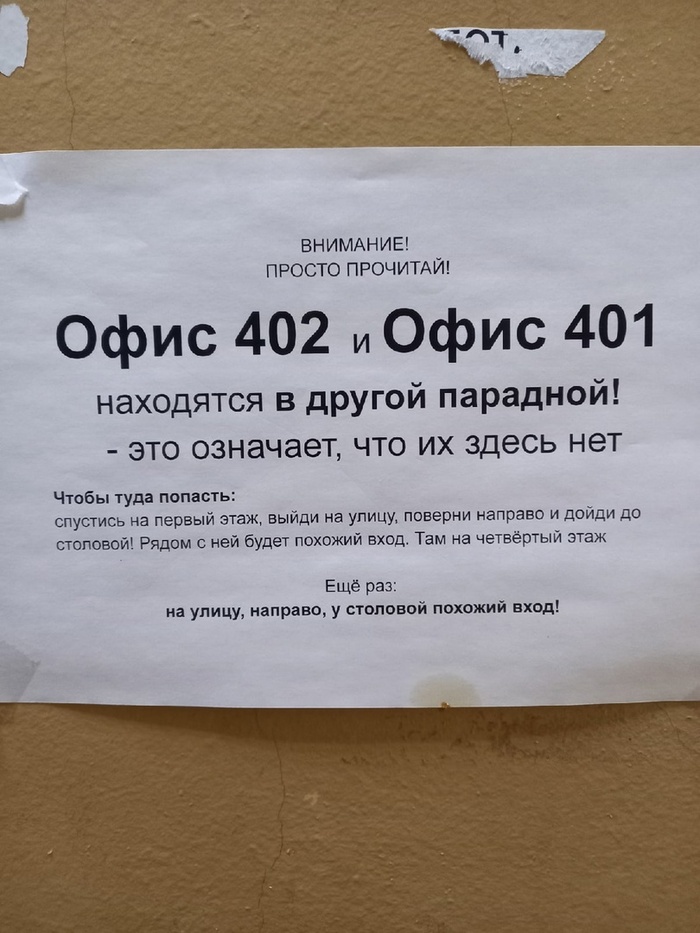 ВНИМАНИЕ!
ПРОСТО ПРОЧИТАЙ!
Офис 402 и Офис 401
находятся в другой парадной!
- это означает, что их здесь нет
Чтобы туда попасть:
спустись на первый этаж, выйди на улицу, поверни направо и дойди до
столовой! Рядом с ней будет похожий вход. Там на четвёртый этаж
Ещё раз:
на улицу, направо, у столовой похожий вход!